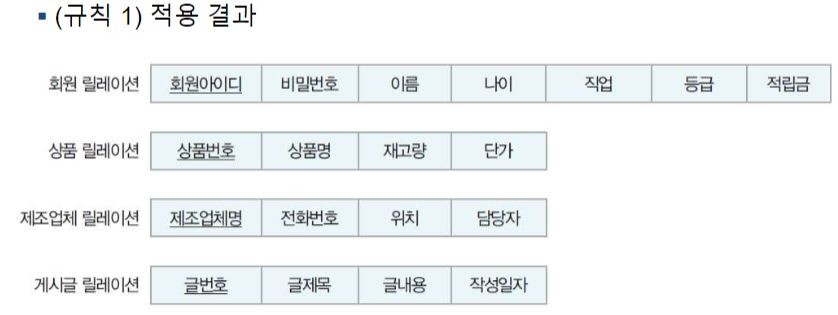 ▪ (규칙 1) 적용 결과
회원 릴레이션 회원아이디 비밀번호 이름 나이 직업 등급 적립금
상품 릴레이션 상품번호 상품명 재고량 단가
제조업체 릴레이션 제조업체명 전화번호 위치 담당자
게시글 릴레이션 글번호 글제목 글내용 작성일자